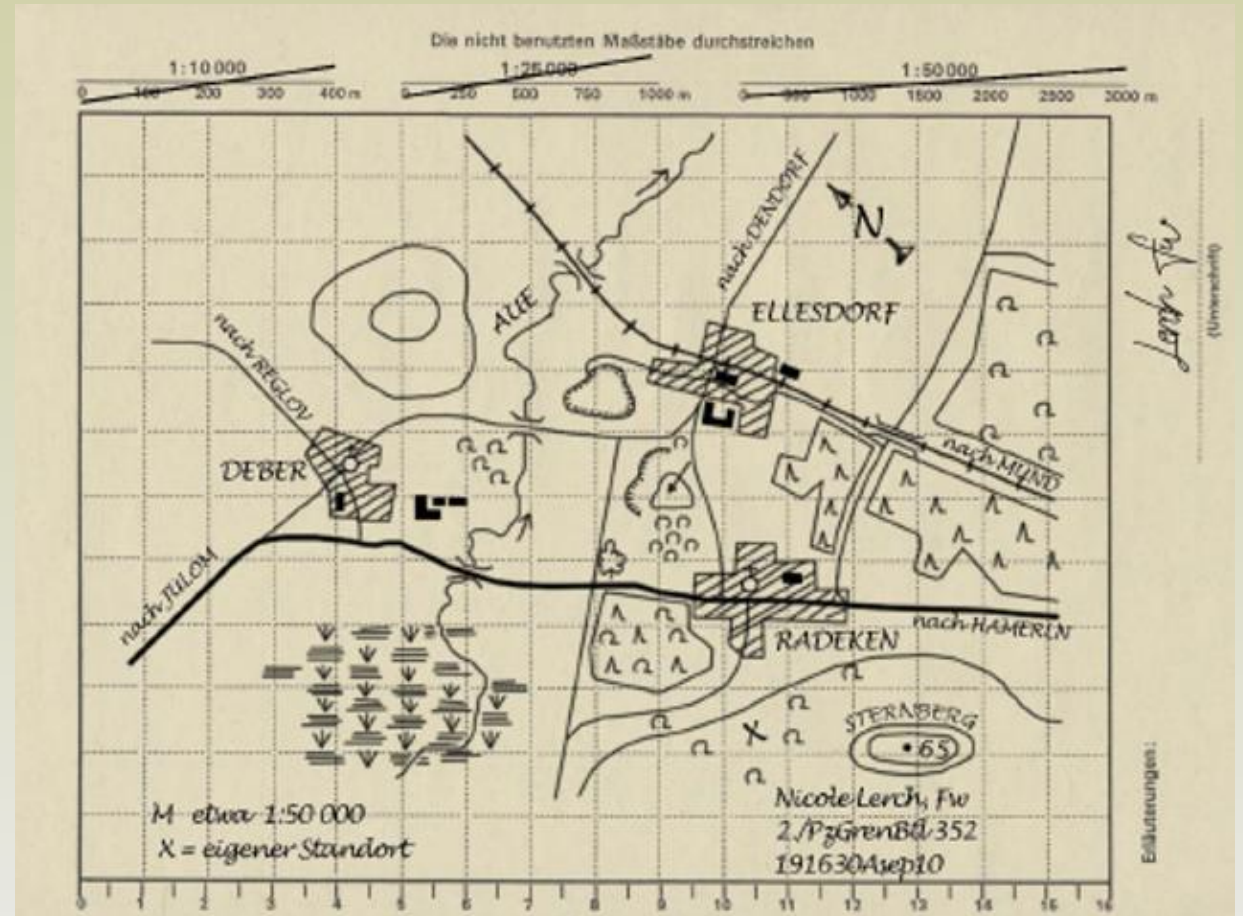 Die nicht benutzten Maßstäbe durchstreichen
1:10 000
1:25 000
1:50 000
0 100 200 300 400 m
0 250 500 750 1000 m
0 500 1000 1500 2000 2500 3000 m
nach DENDORF
N
ELLESDORF
AUE
nach REGLOV
DEBER
nach MUND
nach JULOM
nach HAMERLN
RADEKEN
STERNBERG
65
X
M etwa 1:50 000
X = eigener Standort
Nicole Lerch, Fw
2./PzGrenBtl 352
191630Asep10
(Unterschrift)
Erläuterungen:
0 1 2 3 4 5 6 7 8 9 10 11 12 13 14 15 16